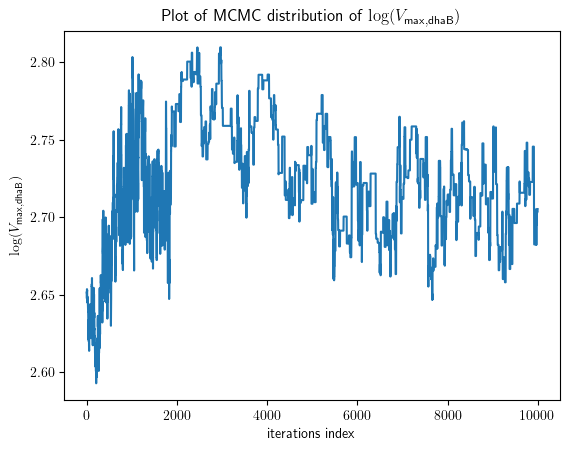 Plot of MCMC distribution of log(V_max,dhaB)
log(V_max,dhaB)
2.80
2.75
2.70
2.65
2.60
0 2000 4000 6000 8000 10000
iterations index